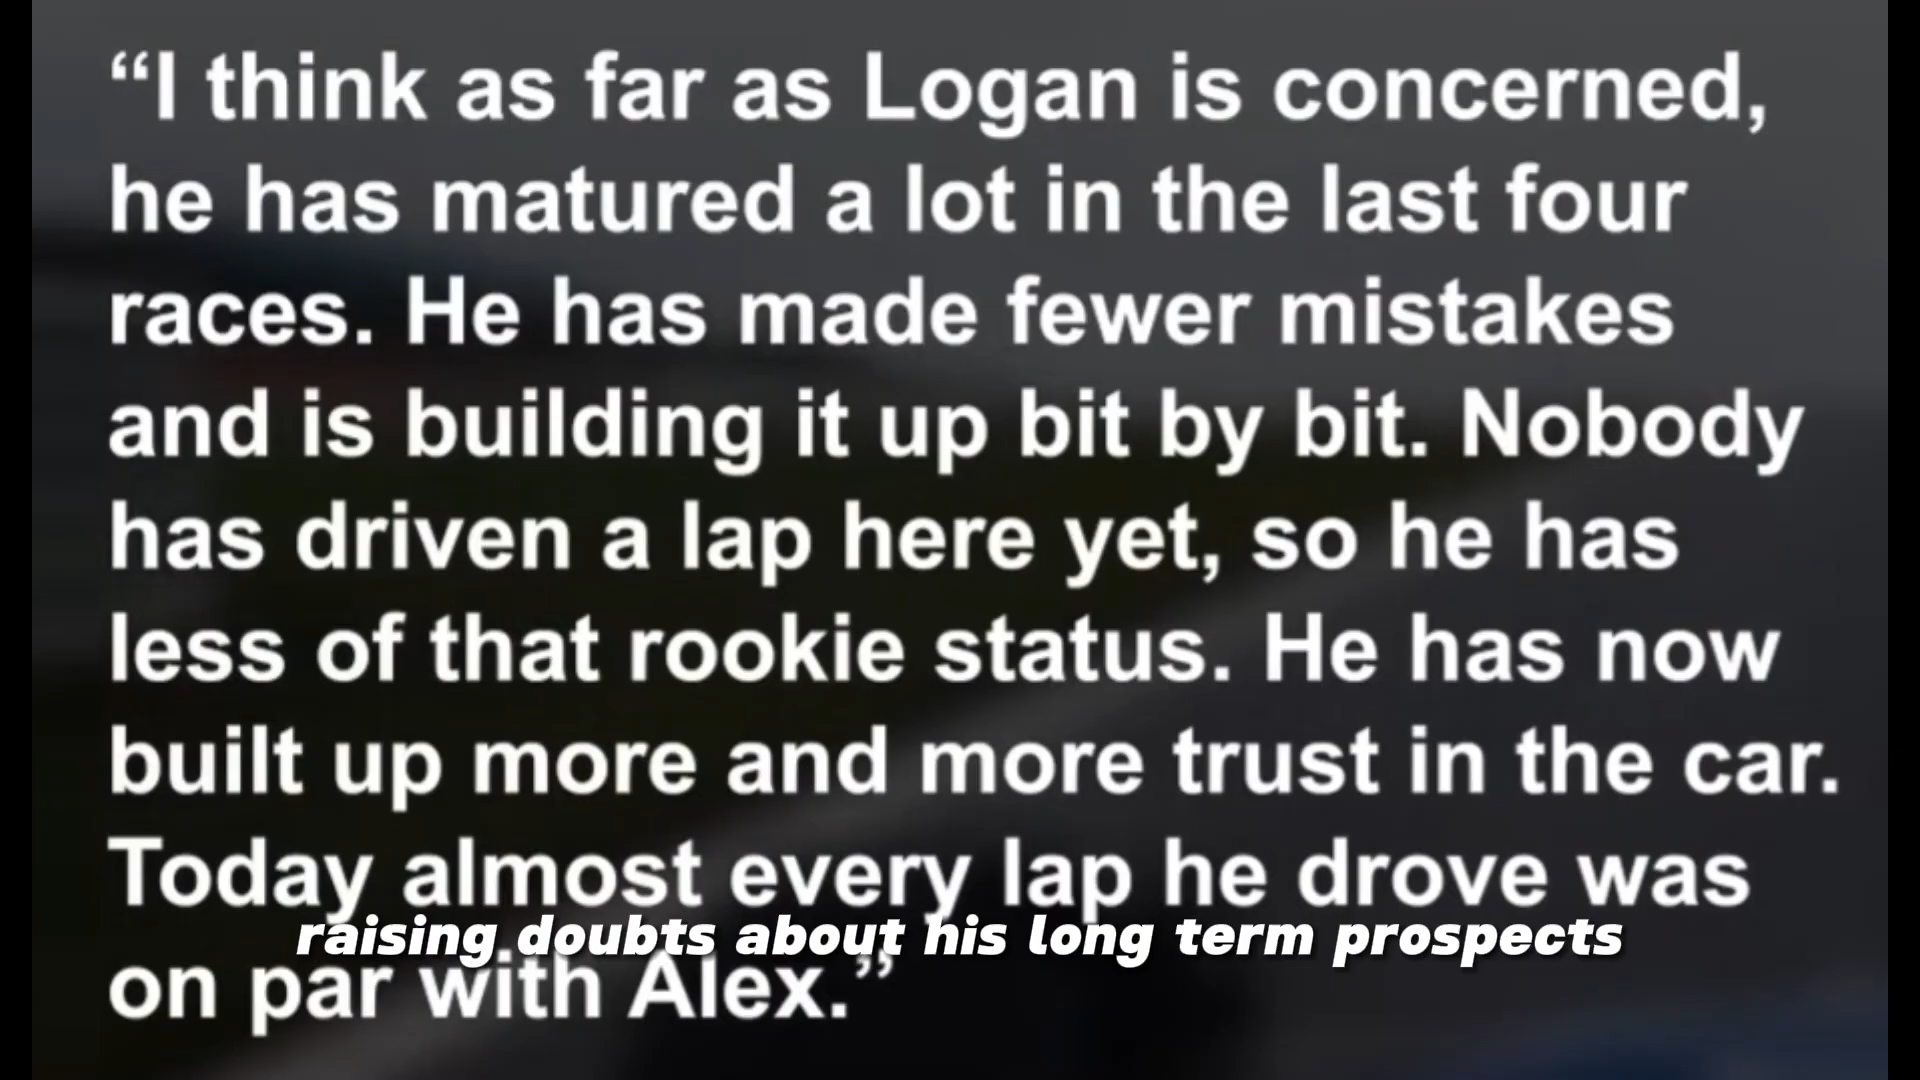 “I think as far as Logan is concerned,
he has matured a lot in the last four
races. He has made fewer mistakes
and is building it up bit by bit. Nobody
has driven a lap here yet, so he has
less of that rookie status. He has now
built up more and more trust in the car.
Today almost every lap he drove was
raising doubts about his long term prospects
on par with Alex.”